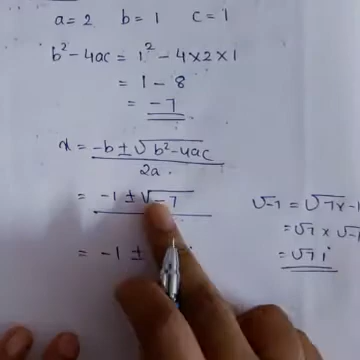 a = 2 b = 1 c = 1
b² - 4ac = 1² - 4×2×1
= 1 - 8
= -7
x = -b ± √b² - 4ac
2a.
= -1 ± √-7
= -1 ±
√-7 = √7×-1
= √7 × √-1
= √7 i